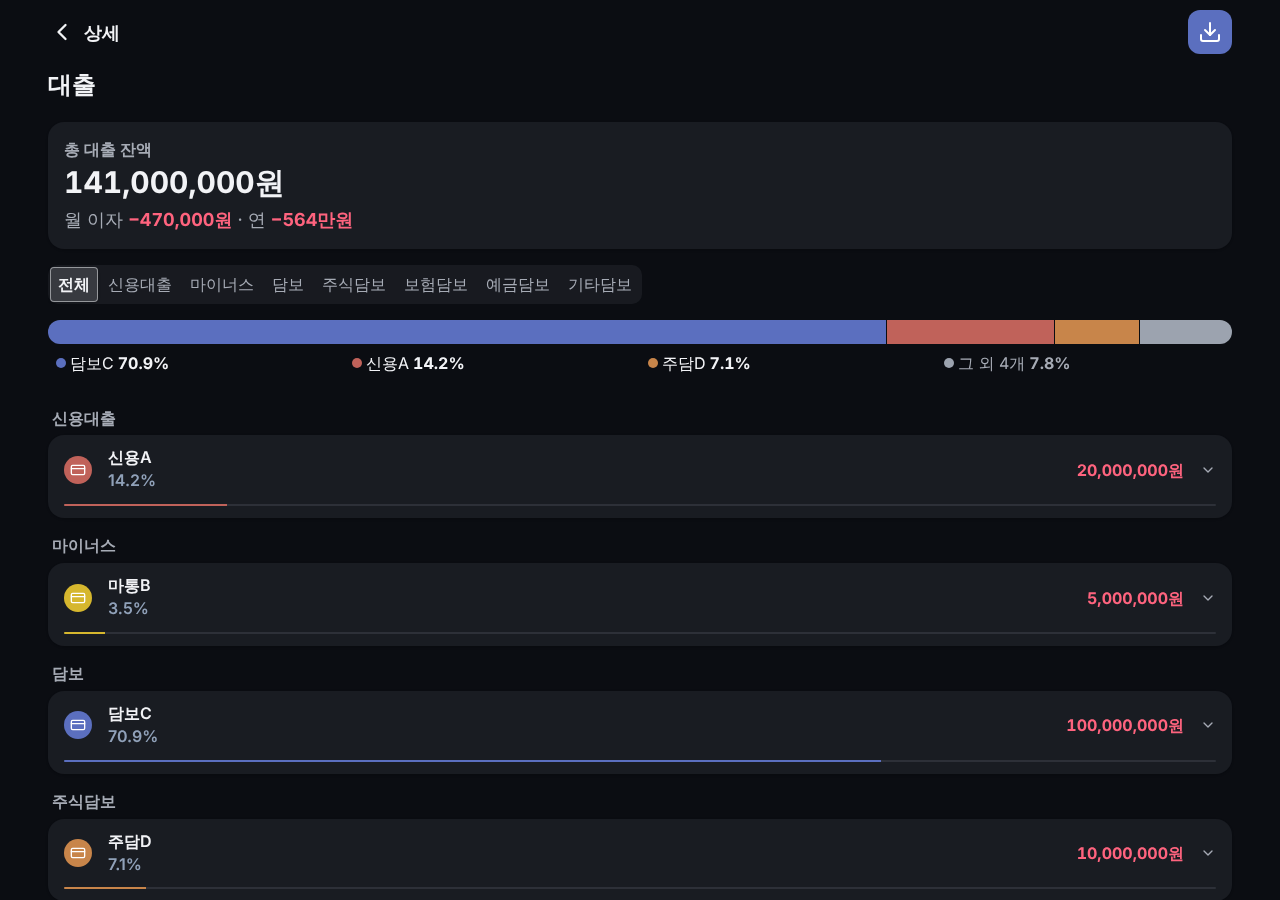 상세
대출
총 대출 잔액
141,000,000원
월 이자 −470,000원 · 연 −564만원
전체 신용대출 마이너스 담보 주식담보 보험담보 예금담보 기타담보
담보C 70.9% 신용A 14.2% 주담D 7.1% 그 외 4개 7.8%
신용대출
신용A
14.2%
20,000,000원
마이너스
마통B
3.5%
5,000,000원
담보
담보C
70.9%
100,000,000원
주식담보
주담D
7.1%
10,000,000원